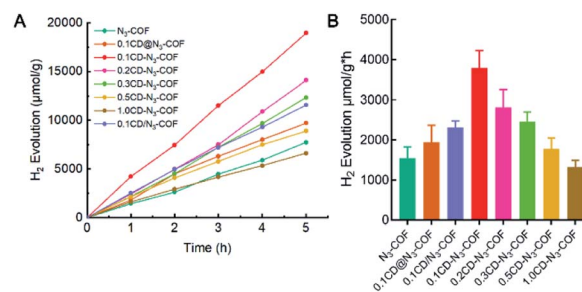 A
H₂ Evolution (μmol/g)
20000
15000
10000
5000
0
N₃-COF
0.1CD@N₃-COF
0.1CD-N₃-COF
0.2CD-N₃-COF
0.3CD-N₃-COF
0.5CD-N₃-COF
1.0CD-N₃-COF
0.1CD/N₃-COF
0 1 2 3 4 5
Time (h)
B
H₂ Evolution μmol/g*h
5000
4000
3000
2000
1000
0
N₃-COF
0.1CD@N₃-COF
0.1CD/N₃-COF
0.1CD-N₃-COF
0.2CD-N₃-COF
0.3CD-N₃-COF
0.5CD-N₃-COF
1.0CD-N₃-COF